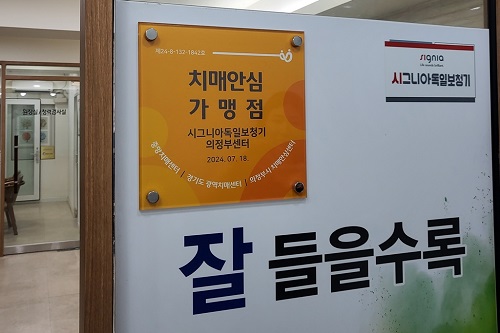 제24-8-132-1842호
치매안심
가맹점
시그니아독일보청기
의정부센터
2024. 07. 18.
중앙치매센터 / 경기도 광역치매센터 / 의정부시 치매안심센터
signia
시그니아독일보청기
잘 들을수록